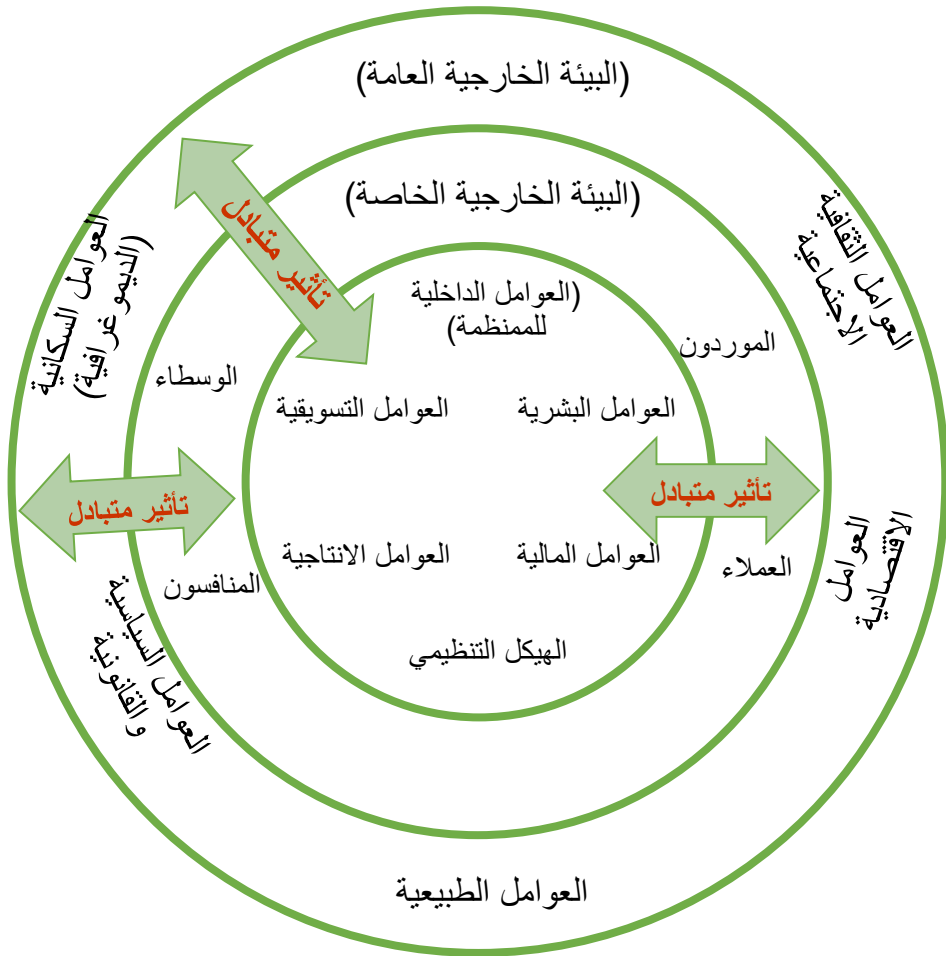 (البيئة الخارجية العامة)
(البيئة الخارجية الخاصة)
(العوامل الداخلية
للممنظمة)
تأثير متبادل
العوامل الثقافية
الاجتماعية
العوامل السكانية
(الديموغرافية)
الموردون
الوسطاء
العوامل البشرية
العوامل التسويقية
تأثير متبادل
تأثير متبادل
العوامل
الاقتصادية
العوامل المالية
العوامل الانتاجية
العملاء
المنافسون
العوامل السياسية
والقانونية
الهيكل التنظيمي
العوامل الطبيعية